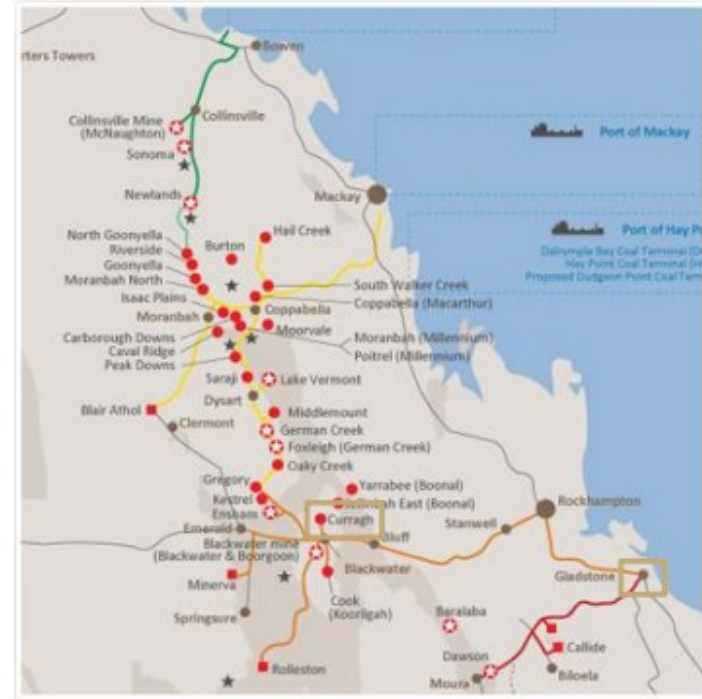 rters Towers
Bowen
Collinsville
Collinsville Mine
(McNaughton)
Sonoma
Port of Mackay
Newlands
Mackay
North Goonyella
Riverside
Goonyella
Moranbah North
Isaac Plains
Moranbah
Carborough Downs
Caval Ridge
Peak Downs
Burton
Hail Creek
Port of Hay Po
Dalrymple Bay Coal Terminal (D
Hay Point Coal Terminal (H
Proposed Dudgeon Point Coal Term
South Walker Creek
Coppabella (Macarthur)
Coppabella
Moorvale
Moranbah (Millennium)
Poitrel (Millennium)
Saraji
Lake Vermont
Dysart
Blair Athol
Clermont
Middlemount
German Creek
Foxleigh (German Creek)
Oaky Creek
Gregory
Kestrel
Ensham
Emerald
Yarrabee (Boonal)
East (Boonal)
Curragh
Rockhampton
Stanwell
Bluff
Blackwater mine
(Blackwater & Boorgoon)
Blackwater
Gladstone
Minerva
Cook
(Koorilgah)
Springsure
Baralaba
Callide
Dawson
Rolleston
Moura
Biloela